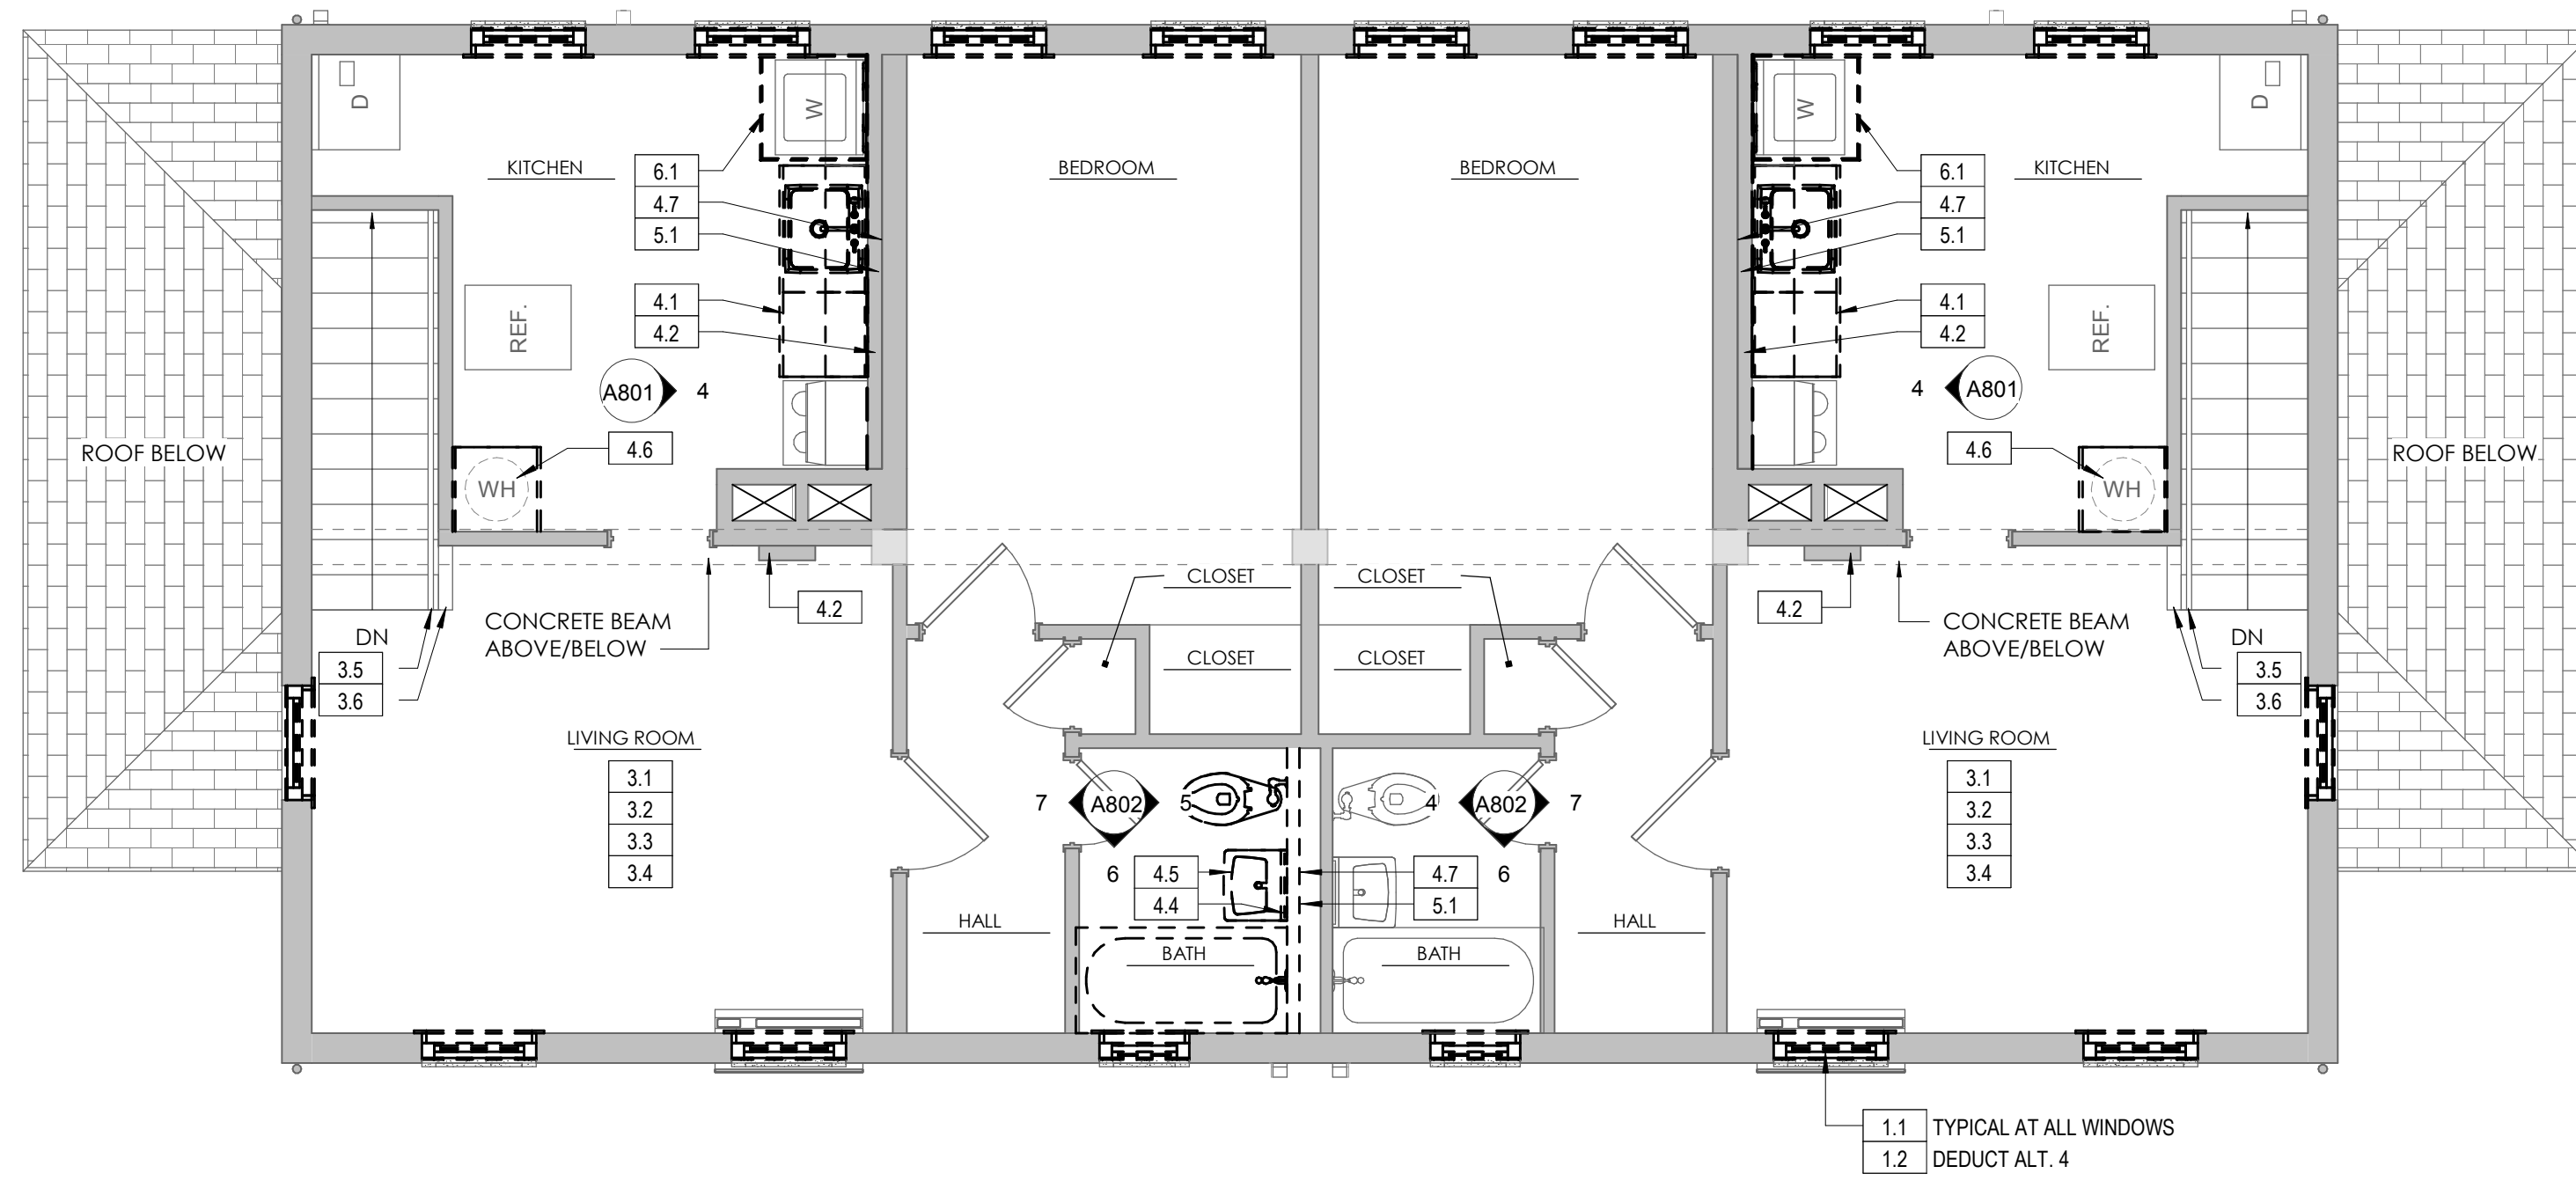 D
W
W
D
KITCHEN
BEDROOM
BEDROOM
KITCHEN
6.1
4.7
5.1
6.1
4.7
5.1
4.1
4.2
4.1
4.2
REF.
REF.
A801
4
4
A801
ROOF BELOW
4.6
4.6
ROOF BELOW
WH
WH
CLOSET
CLOSET
4.2
4.2
CONCRETE BEAM
ABOVE/BELOW
CONCRETE BEAM
ABOVE/BELOW
DN
DN
3.5
3.6
CLOSET
CLOSET
3.5
3.6
LIVING ROOM
LIVING ROOM
3.1
3.2
3.3
3.4
3.1
3.2
3.3
3.4
7
A802
5
4
A802
7
6
4.5
4.4
4.7
5.1
6
HALL
HALL
BATH
BATH
1.1 TYPICAL AT ALL WINDOWS
1.2 DEDUCT ALT. 4